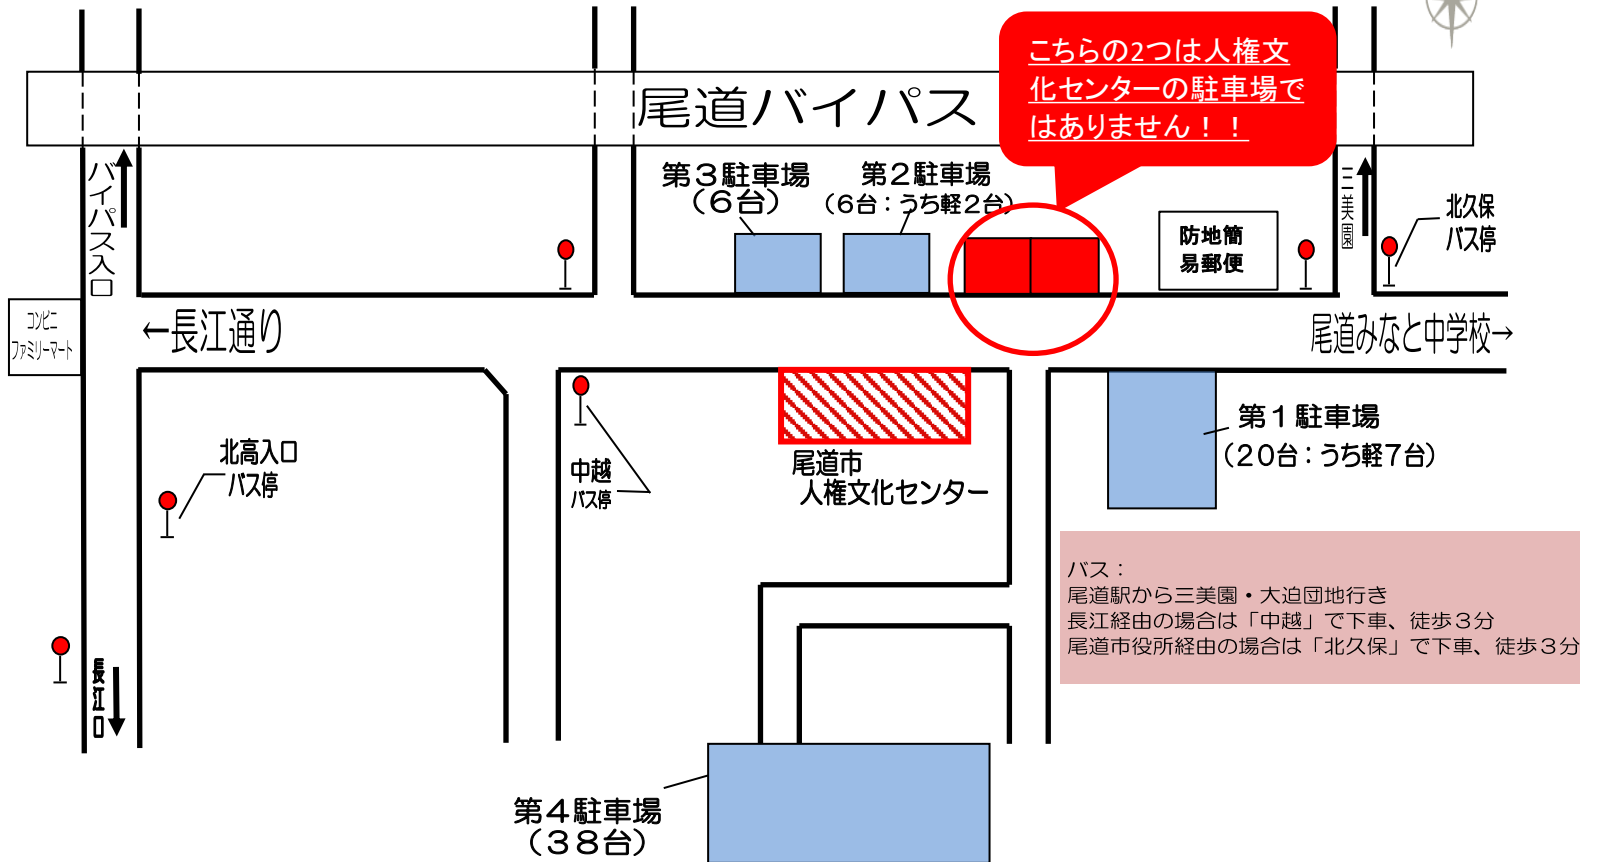 こちらの2つは人権文
化センターの駐車場で
はありません！！
尾道バイパス
バイパス入口
第３駐車場
（６台）
第２駐車場
（６台：うち軽２台）
防地簡
易郵便
三美園
北久保
バス停
コンビニ
ファミリーマート
←長江通り
尾道みなと中学校→
第１駐車場
（２０台：うち軽７台）
北高入口
バス停
中越
バス停
尾道市
人権文化センター
バス：
尾道駅から三美園・大迫団地行き
長江経由の場合は「中越」で下車、徒歩３分
尾道市役所経由の場合は「北久保」で下車、徒歩３分
長江口
第４駐車場
（３８台）